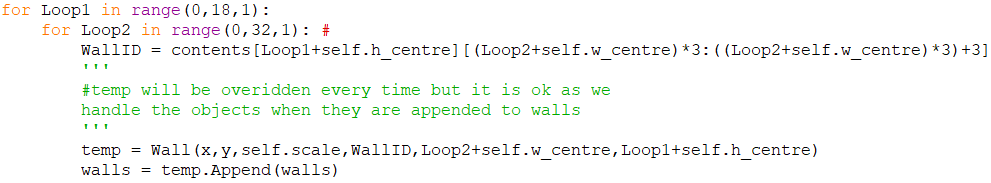 for Loop1 in range(0,18,1):
    for Loop2 in range(0,32,1): #
        WallID = contents[Loop1+self.h_centre][(Loop2+self.w_centre)*3:((Loop2+self.w_centre)*3)+3]
        '''
        #temp will be overidden every time but it is ok as we
        handle the objects when they are appended to walls
        '''
        temp = Wall(x,y,self.scale,WallID,Loop2+self.w_centre,Loop1+self.h_centre)
        walls = temp.Append(walls)